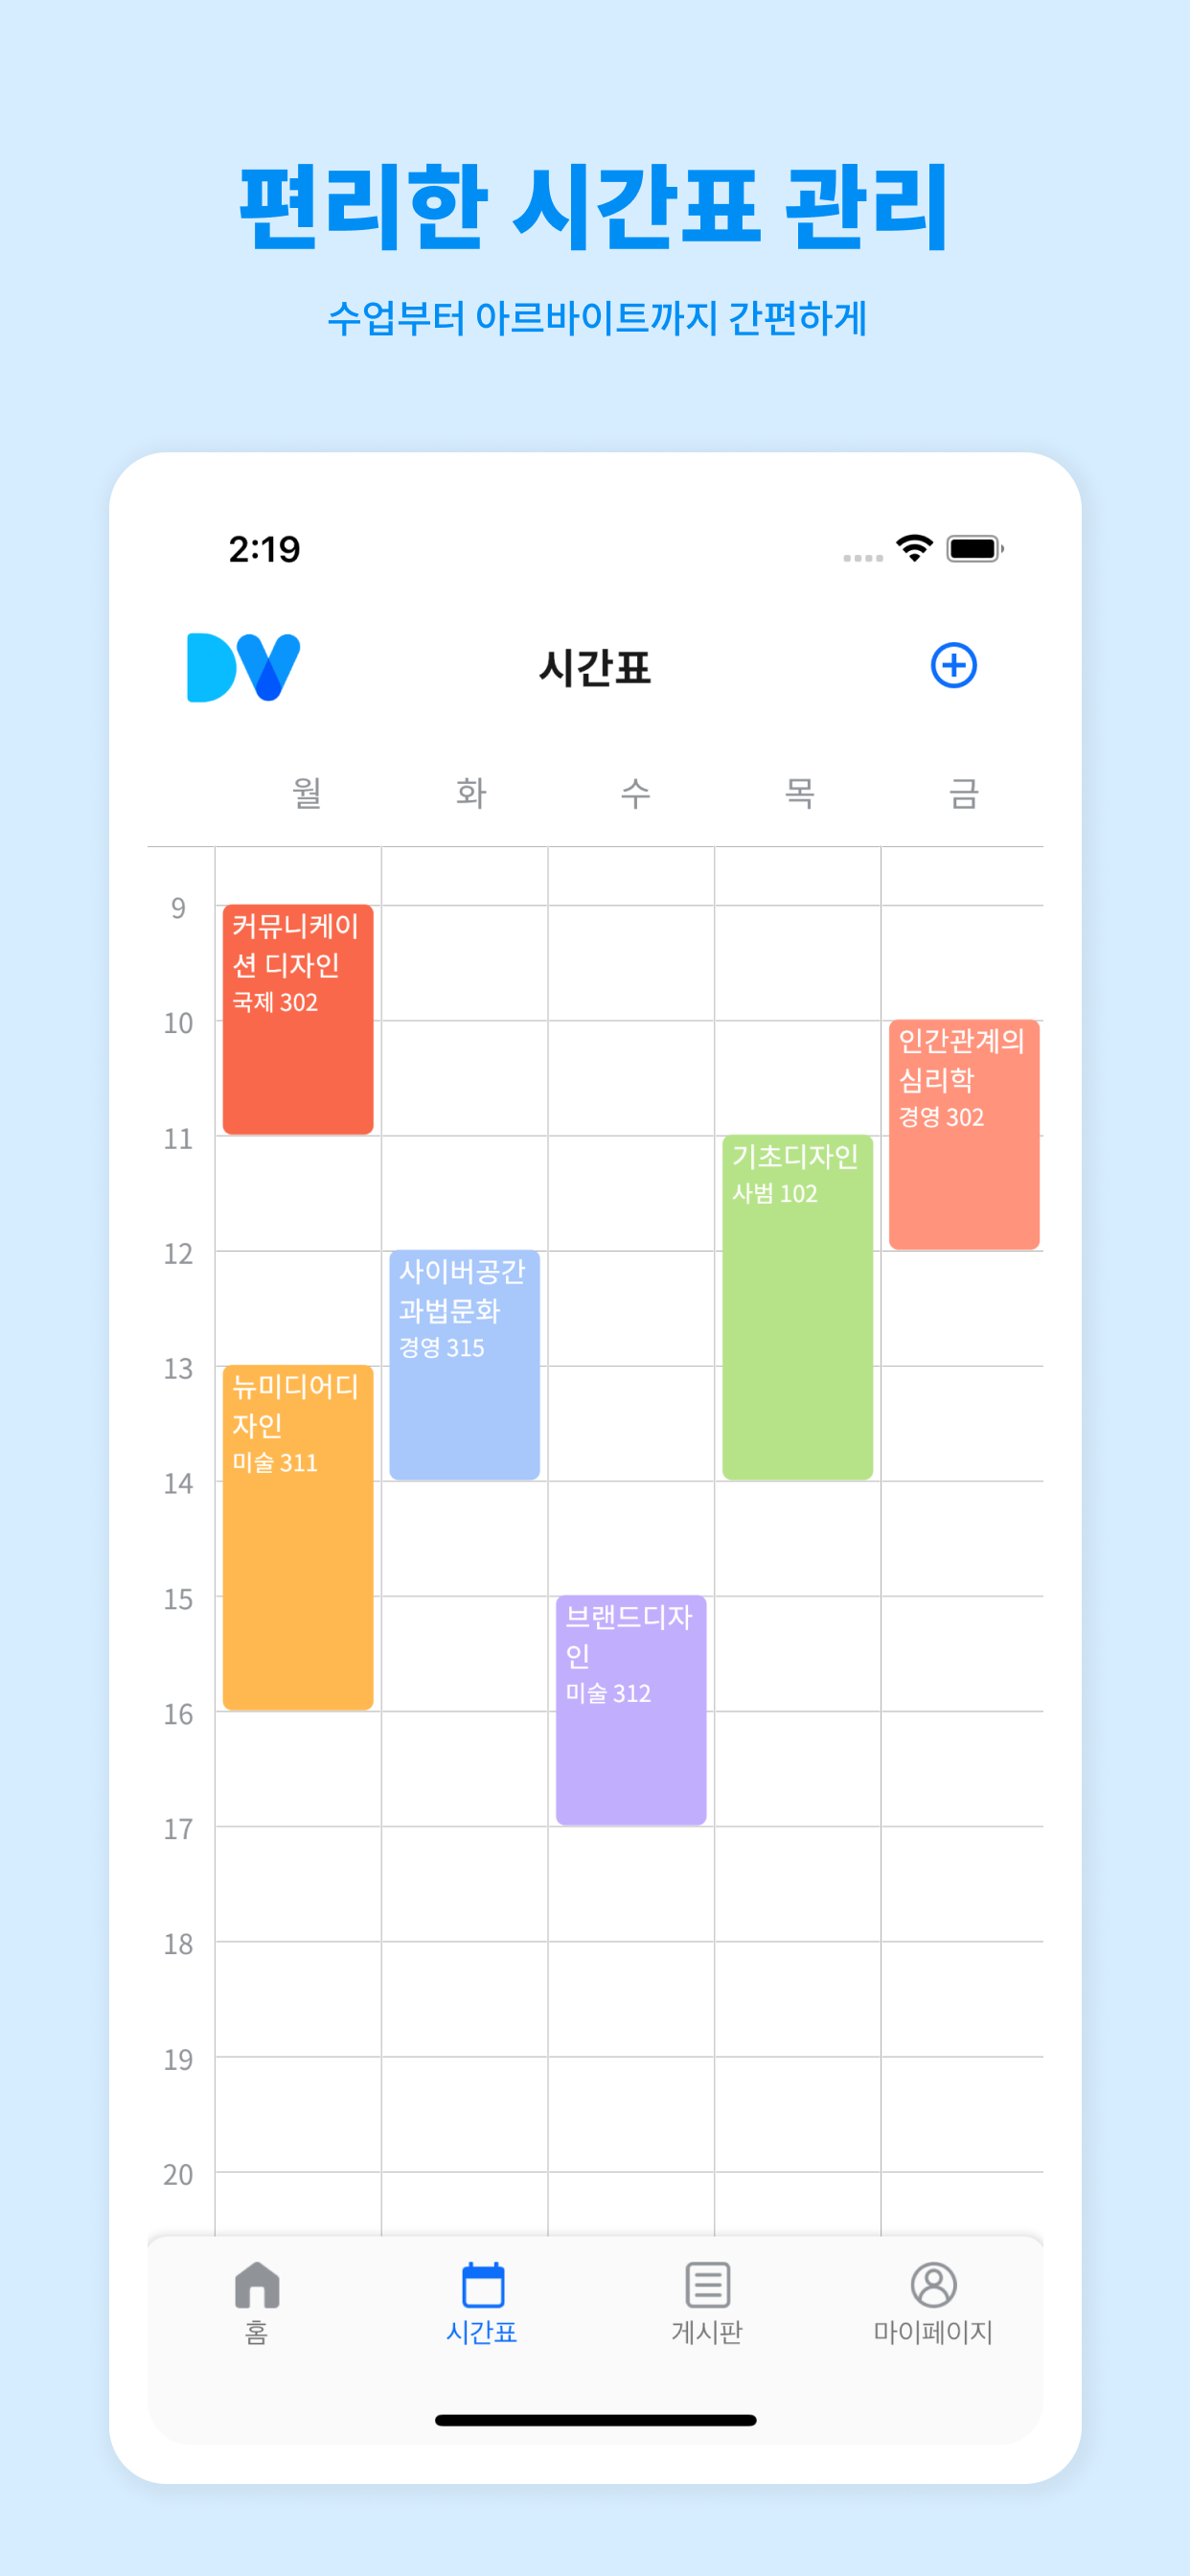 편리한 시간표 관리
수업부터 아르바이트까지 간편하게
2:19
DV
시간표
월 화 수 목 금
9
커뮤니케이
션 디자인
국제 302
10
인간관계의
심리학
경영 302
11
기초디자인
사범 102
12
사이버공간
과법문화
경영 315
13
뉴미디어디
자인
미술 311
14
15
브랜드디자
인
미술 312
16
17
18
19
20
홈 시간표 게시판 마이페이지